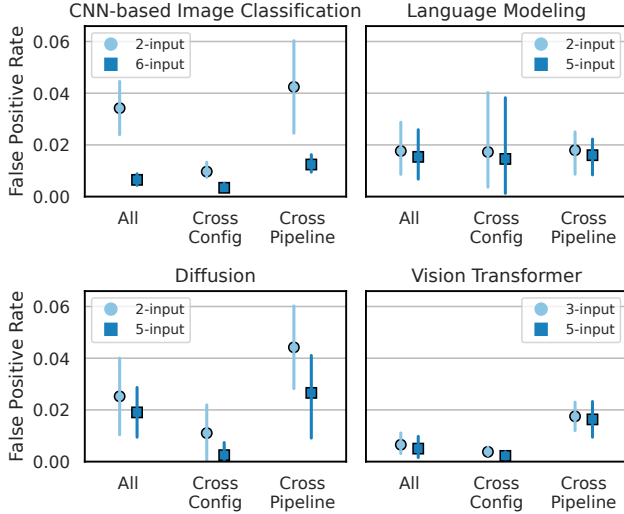 CNN-based Image Classification
Language Modeling
False Positive Rate
0.06
0.04
0.02
0.00
2-input
6-input
2-input
5-input
All
Cross
Config
Cross
Pipeline
All
Cross
Config
Cross
Pipeline
Diffusion
Vision Transformer
False Positive Rate
0.06
0.04
0.02
0.00
2-input
5-input
3-input
5-input
All
Cross
Config
Cross
Pipeline
All
Cross
Config
Cross
Pipeline